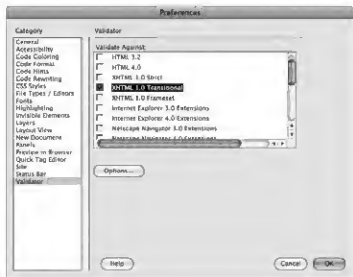 Preferences
Category
General
Accessibility
Code Coloring
Code Format
Code Hints
Code Rewriting
CSS Styles
File Types / Editors
Fonts
Highlighting
Invisible Elements
Layers
Layout View
New Document
Panels
Preview in Browser
Quick Tag Editor
Site
Status Bar
Validator
Validator
Validate Against:
HTML 3.2
HTML 4.0
XHTML 1.0 Strict
XHTML 1.0 Transitional
XHTML 1.0 Frameset
Internet Explorer 3.0 Extensions
Internet Explorer 4.0 Extensions
Netscape Navigator 3.0 Extensions
Netscape Navigator 4.0 Extensions
Options...
Help
Cancel
OK